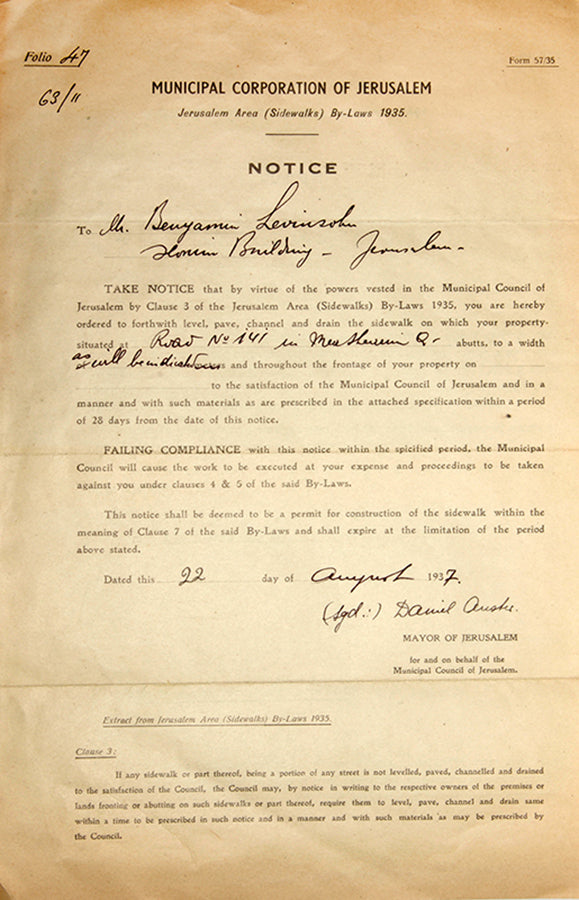 Folio 47
Form 57/35
63/11
MUNICIPAL CORPORATION OF JERUSALEM
Jerusalem Area (Sidewalks) By-Laws 1935.
NOTICE
To Mr. Benyamin Levinsohn
Building - Jerusalem -
TAKE NOTICE that by virtue of the powers vested in the Municipal Council of
Jerusalem by Clause 3 of the Jerusalem Area (Sidewalks) By-Laws 1935, you are hereby
ordered to forthwith level, pave, channel and drain the sidewalk on which your property
situated at Road No 141 in Mea Shearim Q. abutts, to a width
as will be indicated and throughout the frontage of your property on
to the satisfaction of the Municipal Council of Jerusalem and in a
manner and with such materials as are prescribed in the attached specification within a period
of 28 days from the date of this notice.
FAILING COMPLIANCE with this notice within the spicified period, the Municipal
Council will cause the work to be executed at your expense and proceedings to be taken
against you under clauses 4 & 5 of the said By-Laws.
This notice shall be deemed to be a permit for construction of the sidewalk within the
meaning of Clause 7 of the said By-Laws and shall expire at the limitation of the period
above stated.
Dated this 22 day of August 1937.
(sgd.:) Daniel Auster
MAYOR OF JERUSALEM
for and on behalf of the
Municipal Council of Jerusalem.
Extract from Jerusalem Area (Sidewalks) By-Laws 1935.
Clause 3:
If any sidewalk or part thereof, being a portion of any street is not levelled, paved, channelled and drained
to the satisfaction of the Council, the Council may, by notice in writing to the respective owners of the premises or
lands fronting or abutting on such sidewalks or part thereof, require them to level, pave, channel and drain same
within a time to be prescribed in such notice and in a manner and with such materials as may be prescribed by
the Council.